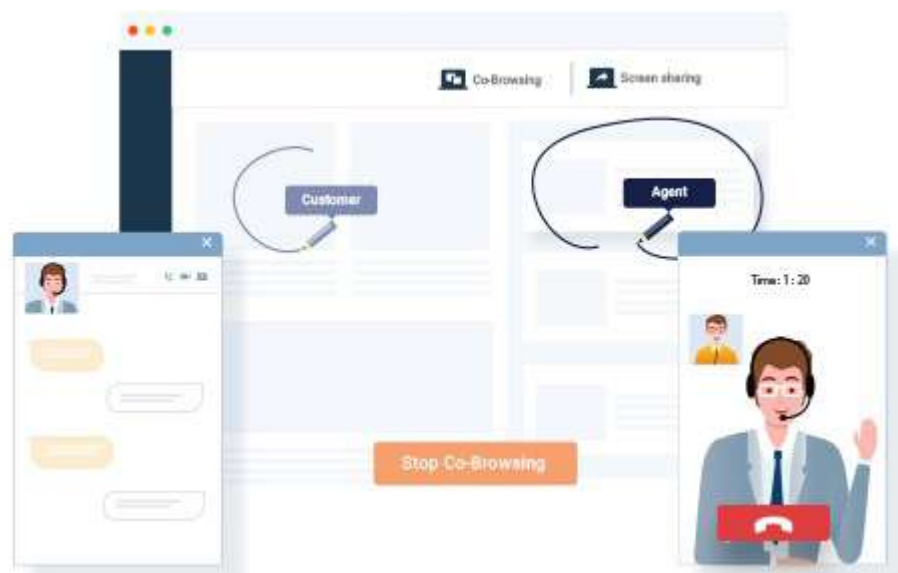 Co-Browsing
Screen sharing
Customer
Agent
Time: 1 : 20
Stop Co-Browsing